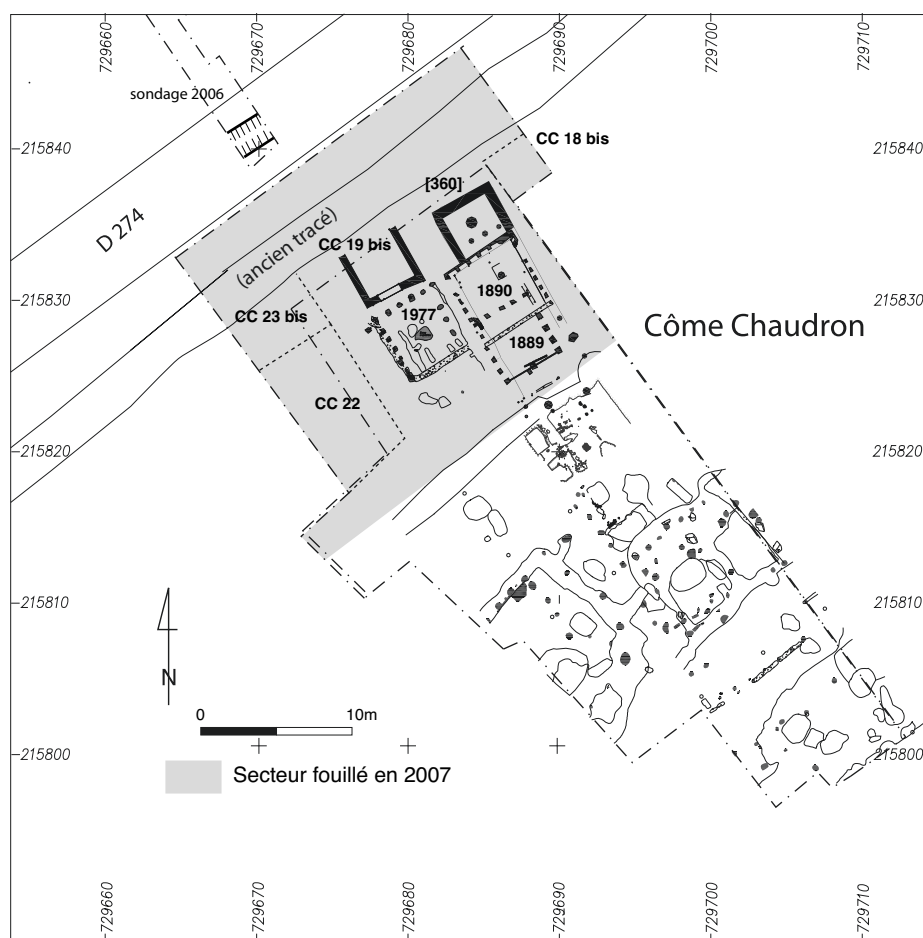 729660
729670
729680
729690
729700
729710
sondage 2006
215840
CC 18 bis
215840
[360]
D 274
(ancien tracé)
CC 19 bis
215830
1890
215830
CC 23 bis
1977
Côme Chaudron
1889
CC 22
215820
215820
215810
215810
N
0
10m
215800
215800
Secteur fouillé en 2007
729660
729670
729680
729690
729700
729710